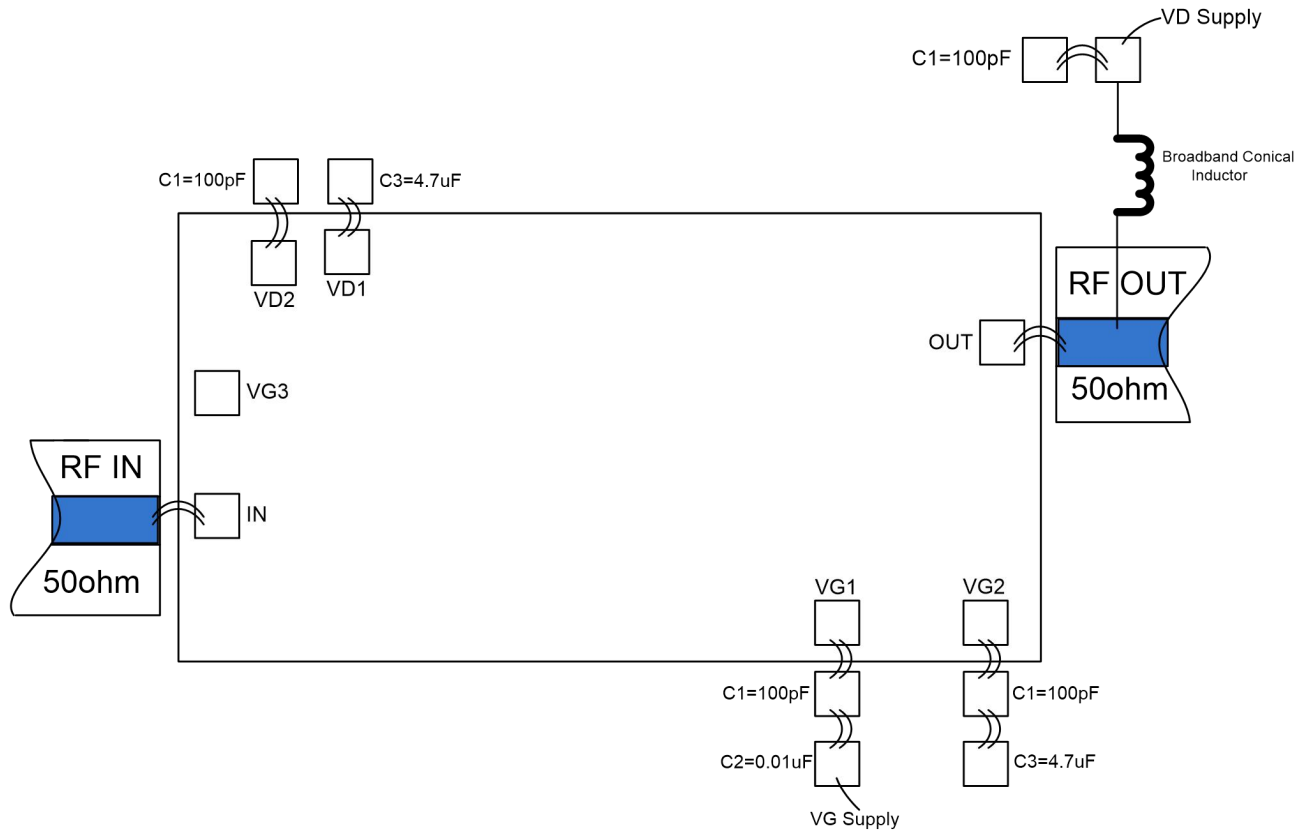 VD Supply
C1=100pF
Broadband Conical
Inductor
C1=100pF
C3=4.7uF
VD2
VD1
RF OUT
OUT
50ohm
VG3
RF IN
IN
50ohm
VG1
VG2
C1=100pF
C1=100pF
C2=0.01uF
C3=4.7uF
VG Supply